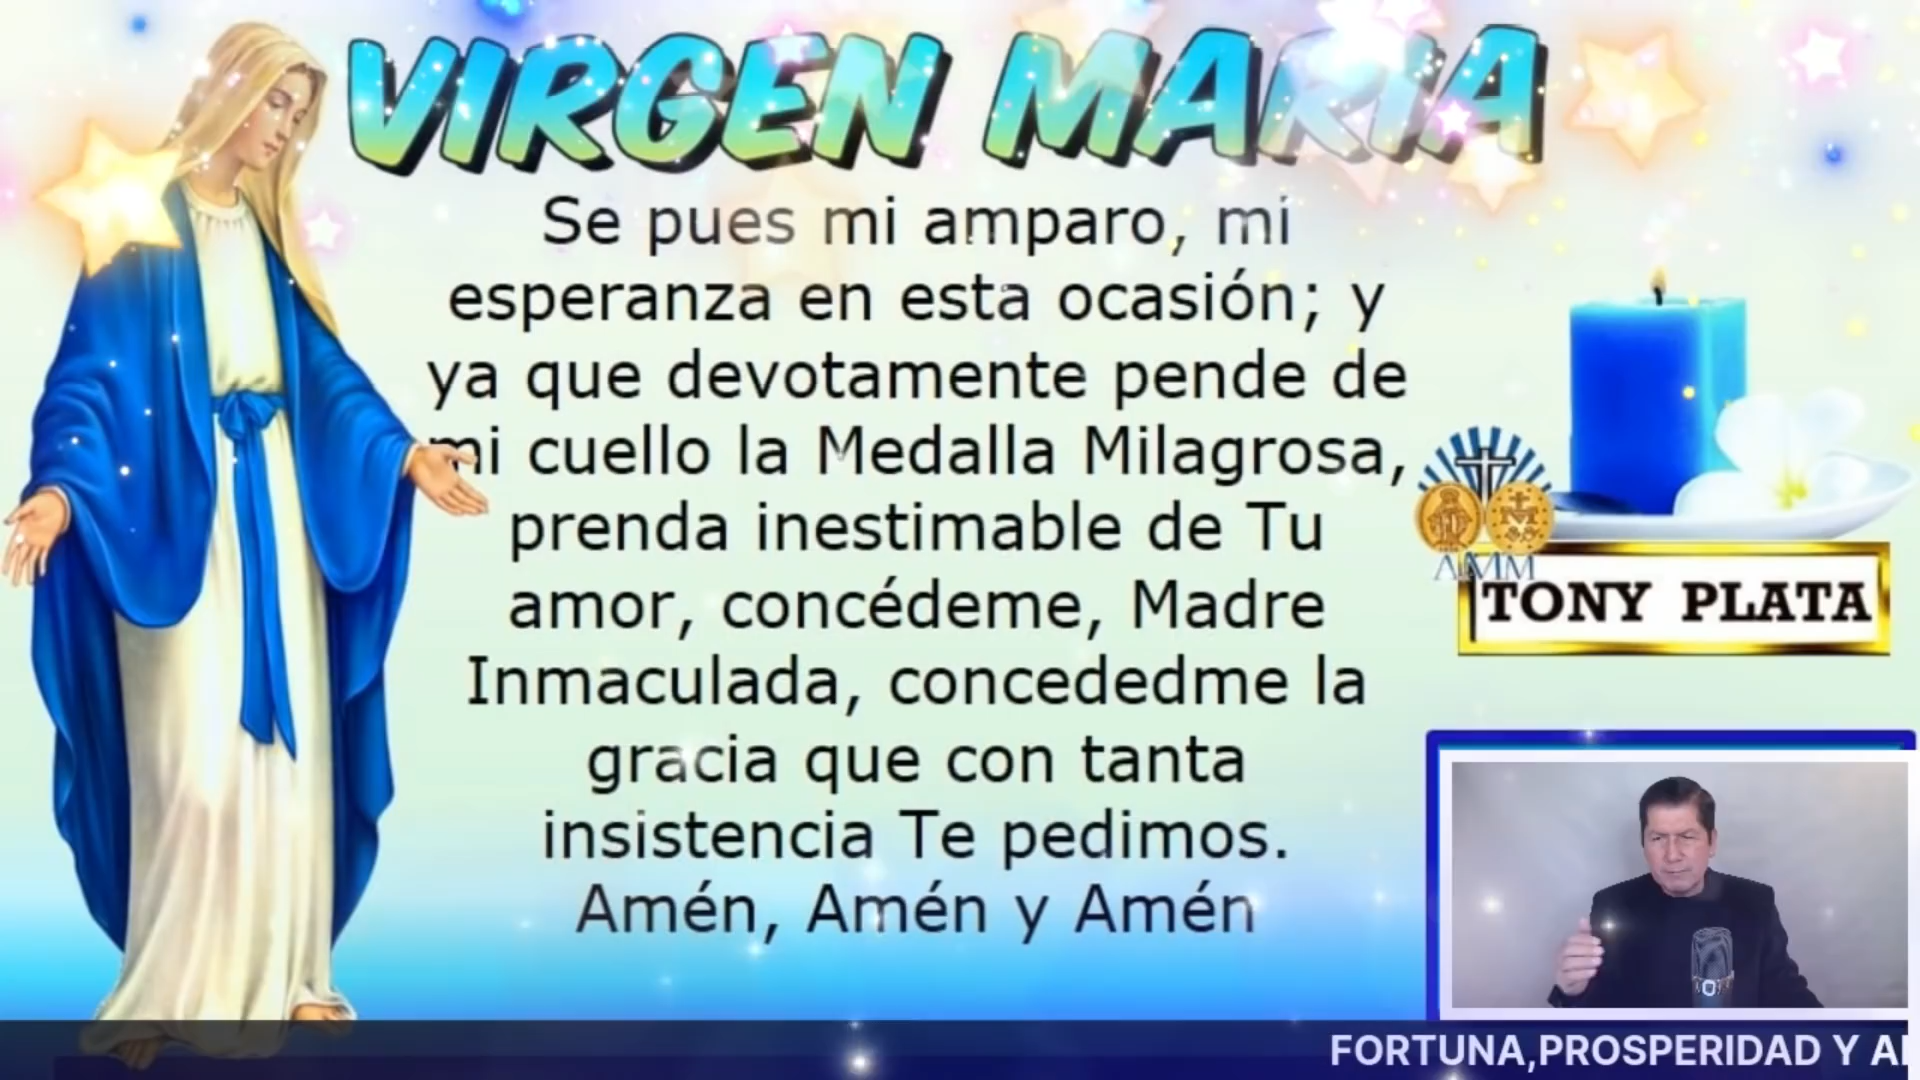 VIRGEN MARIA
Se pues mi amparo, mi
esperanza en esta ocasión; y
ya que devotamente pende de
mi cuello la Medalla Milagrosa,
prenda inestimable de Tu
amor, concédeme, Madre
Inmaculada, concededme la
gracia que con tanta
insistencia Te pedimos.
Amén, Amén y Amén
AMM
TONY PLATA
FORTUNA,PROSPERIDAD Y